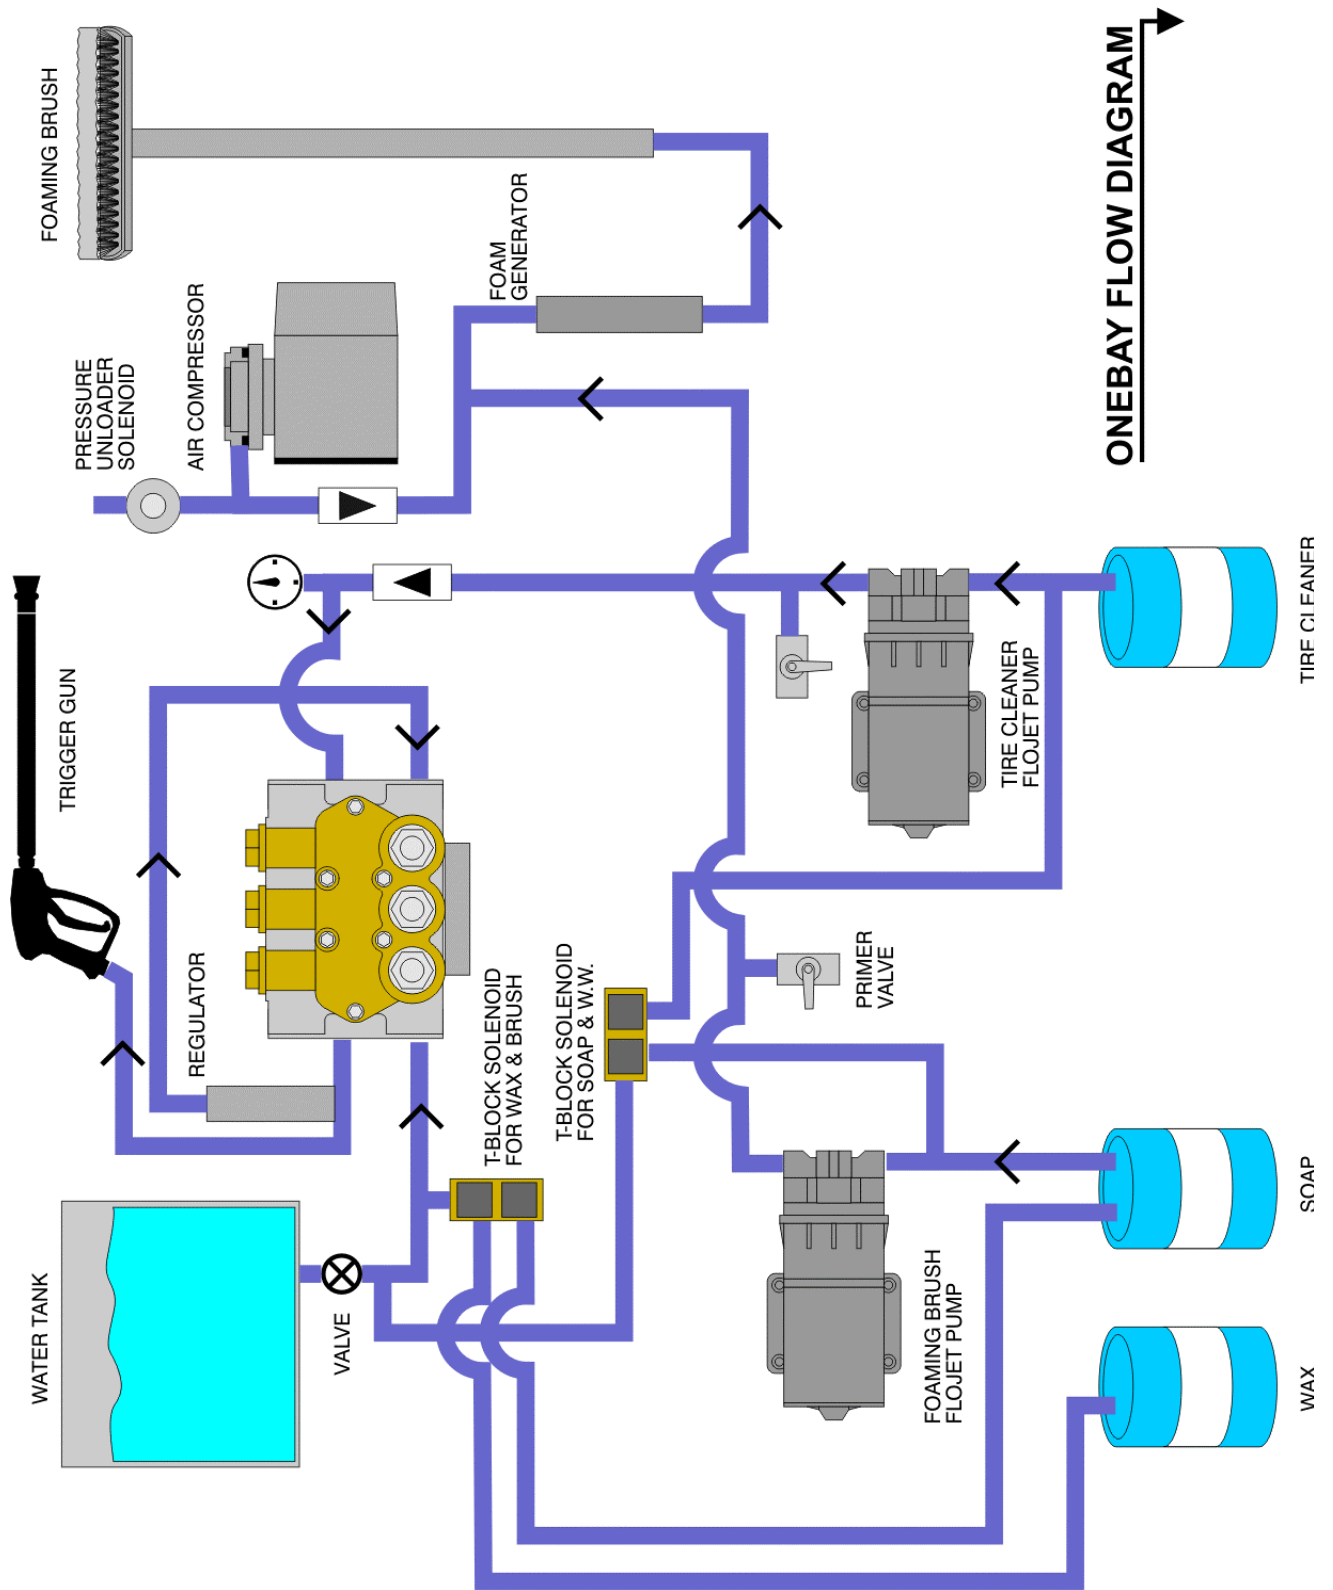 ONEBAY FLOW DIAGRAM
WATER TANK
VALVE
REGULATOR
TRIGGER GUN
PRESSURE
UNLOADER
SOLENOID
AIR COMPRESSOR
FOAMING BRUSH
FOAM
GENERATOR
T-BLOCK SOLENOID
FOR WAX & BRUSH
T-BLOCK SOLENOID
FOR SOAP & W.W.
PRIMER
VALVE
FOAMING BRUSH
FLOJET PUMP
TIRE CLEANER
FLOJET PUMP
WAX
SOAP
TIRE CLEANER